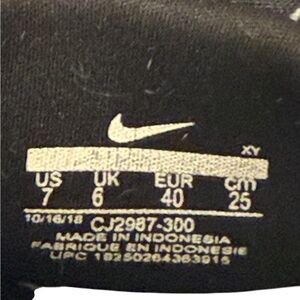 XY
US UK EUR cm
7 6 40 25
10/16/18 CJ2987-300
MADE IN INDONESIA
FABRIQUE EN INDONESIE
UPC